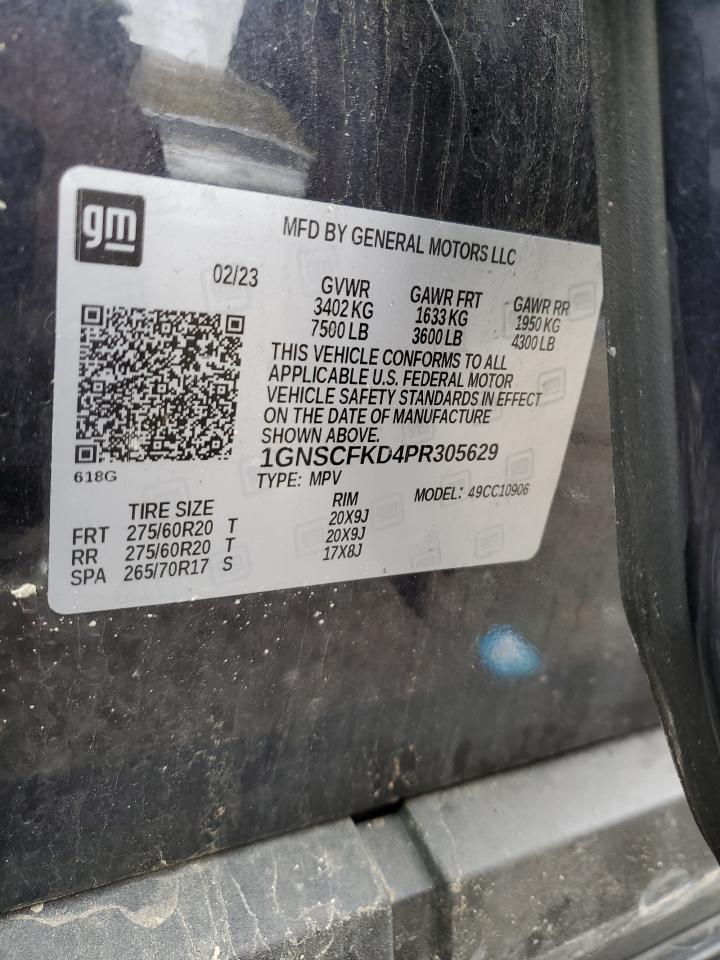 gm
MFD BY GENERAL MOTORS LLC
02/23
GVWR GAWR FRT GAWR RR
3402 KG 1633 KG 1950 KG
7500 LB 3600 LB 4300 LB
THIS VEHICLE CONFORMS TO ALL
APPLICABLE U.S. FEDERAL MOTOR
VEHICLE SAFETY STANDARDS IN EFFECT
ON THE DATE OF MANUFACTURE
SHOWN ABOVE.
1GNSCFKD4PR305629
618G
TYPE: MPV MODEL: 49CC10906
TIRE SIZE RIM
FRT 275/60R20 T 20X9J
RR 275/60R20 T 20X9J
SPA 265/70R17 S 17X8J